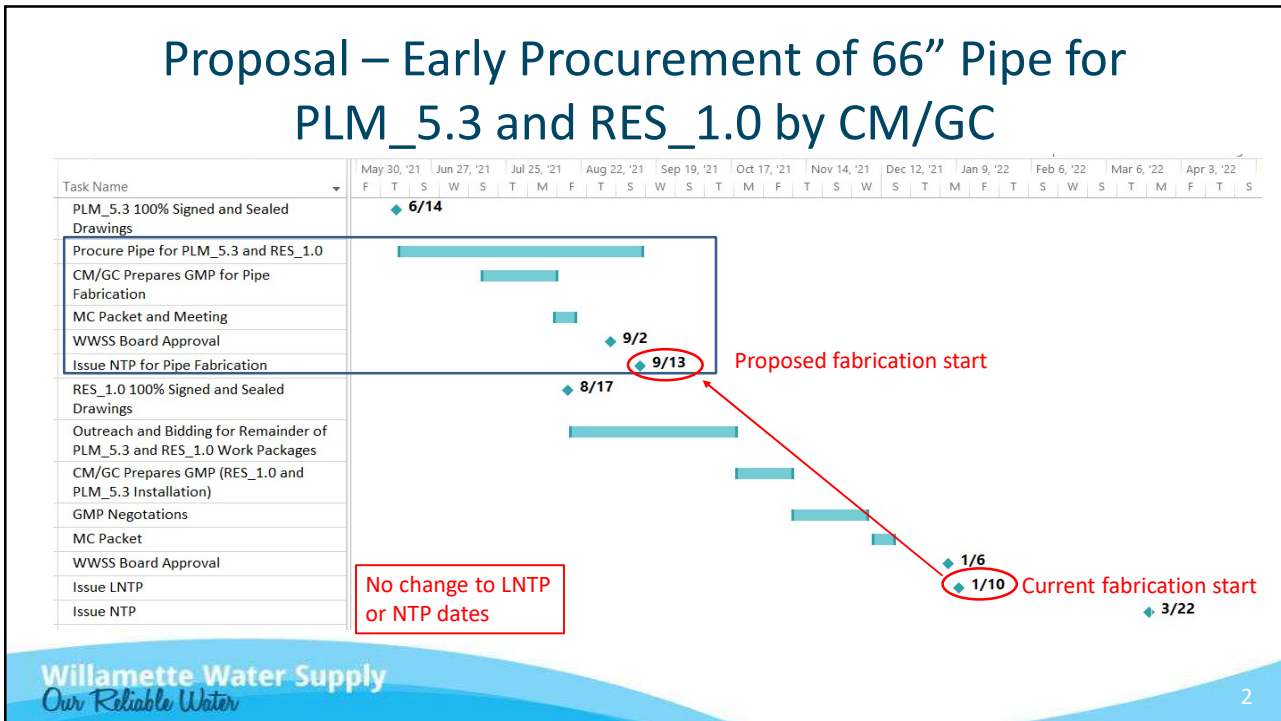 Proposal – Early Procurement of 66” Pipe for
PLM_5.3 and RES_1.0 by CM/GC
May 30, '21 Jun 27, '21 Jul 25, '21 Aug 22, '21 Sep 19, '21 Oct 17, '21 Nov 14, '21 Dec 12, '21 Jan 9, '22 Feb 6, '22 Mar 6, '22 Apr 3, '22
Task Name F T S W S T M F T S W S T M F T S W S T M F T S W S T M F T S
PLM_5.3 100% Signed and Sealed
Drawings
6/14
Procure Pipe for PLM_5.3 and RES_1.0
CM/GC Prepares GMP for Pipe
Fabrication
MC Packet and Meeting
WWSS Board Approval 9/2
Issue NTP for Pipe Fabrication 9/13 Proposed fabrication start
RES_1.0 100% Signed and Sealed
Drawings
8/17
Outreach and Bidding for Remainder of
PLM_5.3 and RES_1.0 Work Packages
CM/GC Prepares GMP (RES_1.0 and
PLM_5.3 Installation)
GMP Negotations
MC Packet
WWSS Board Approval 1/6
Issue LNTP 1/10 Current fabrication start
Issue NTP 3/22
No change to LNTP
or NTP dates
Willamette Water Supply
Our Reliable Water
2